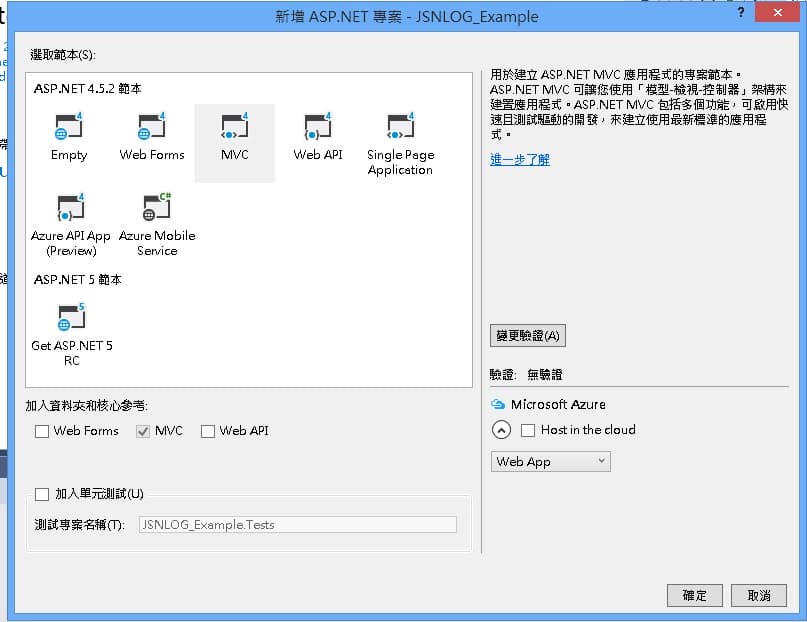 新增 ASP.NET 專案 - JSNLOG_Example
?
選取範本(S):
ASP.NET 4.5.2 範本
Empty
Web Forms
MVC
Web API
Single Page
Application
Azure API App
(Preview)
Azure Mobile
Service
ASP.NET 5 範本
Get ASP.NET 5
RC
用於建立 ASP.NET MVC 應用程式的專案範本。
ASP.NET MVC 可讓您使用「模型-檢視-控制器」架構來
建置應用程式。ASP.NET MVC 包括多個功能，可啟用快
速且測試驅動的開發，來建立使用最新標準的應用程
式。
進一步了解
變更驗證(A)
驗證: 無驗證
加入資料夾和核心參考:
Web Forms
MVC
Web API
Microsoft Azure
Host in the cloud
Web App
加入單元測試(U)
測試專案名稱(T):
JSNLOG_Example.Tests
確定
取消